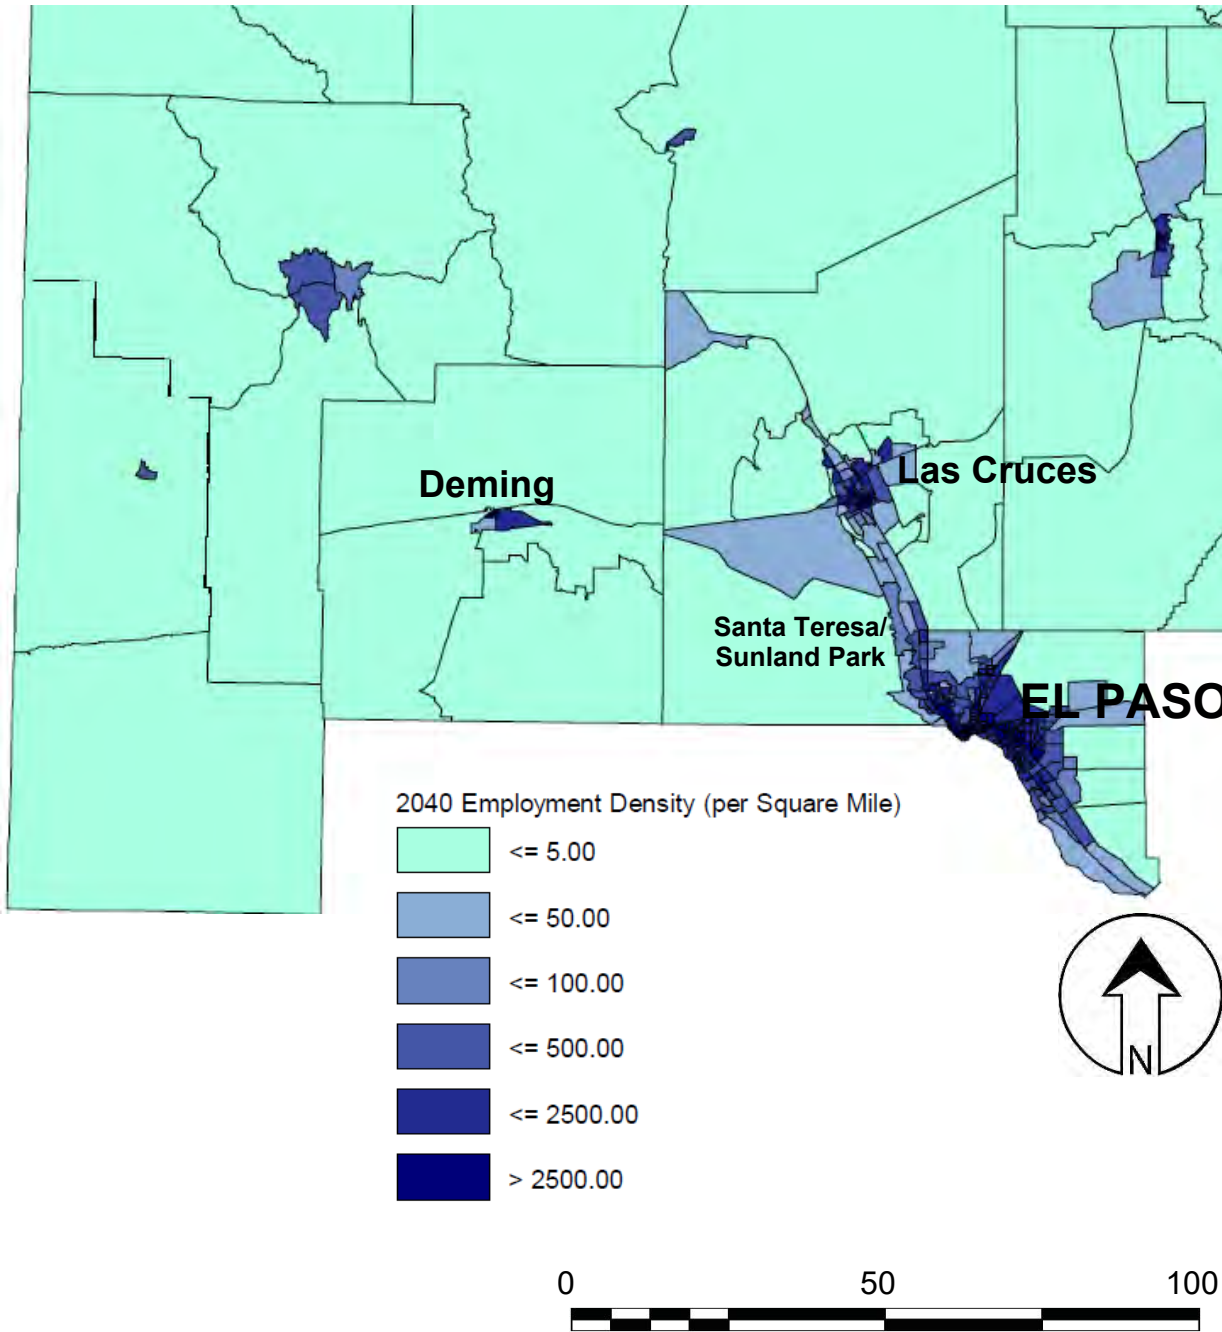 Deming
Las Cruces
Santa Teresa/
Sunland Park
EL PASO
2040 Employment Density (per Square Mile)
<= 5.00
<= 50.00
<= 100.00
<= 500.00
<= 2500.00
> 2500.00
N
0 50 100